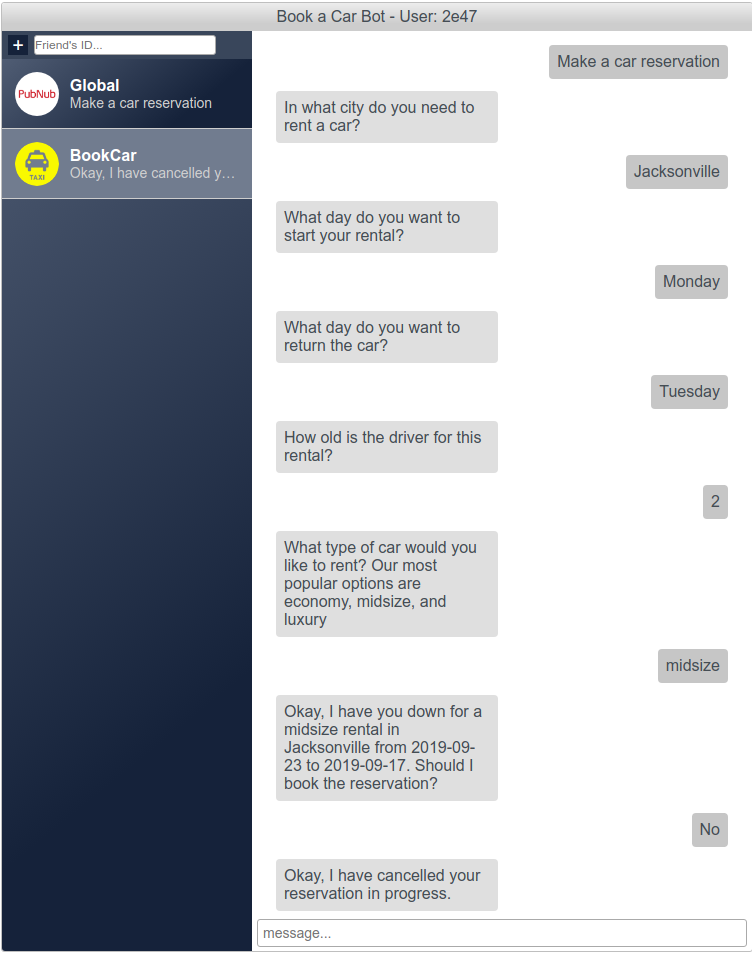 Book a Car Bot - User: 2e47
+
Friend's ID...
PubNub
Global
Make a car reservation
TAXI
BookCar
Okay, I have cancelled y…
Make a car reservation
In what city do you need to
rent a car?
Jacksonville
What day do you want to
start your rental?
Monday
What day do you want to
return the car?
Tuesday
How old is the driver for this
rental?
2
What type of car would you
like to rent? Our most
popular options are
economy, midsize, and
luxury
midsize
Okay, I have you down for a
midsize rental in
Jacksonville from 2019-09-
23 to 2019-09-17. Should I
book the reservation?
No
Okay, I have cancelled your
reservation in progress.
message...